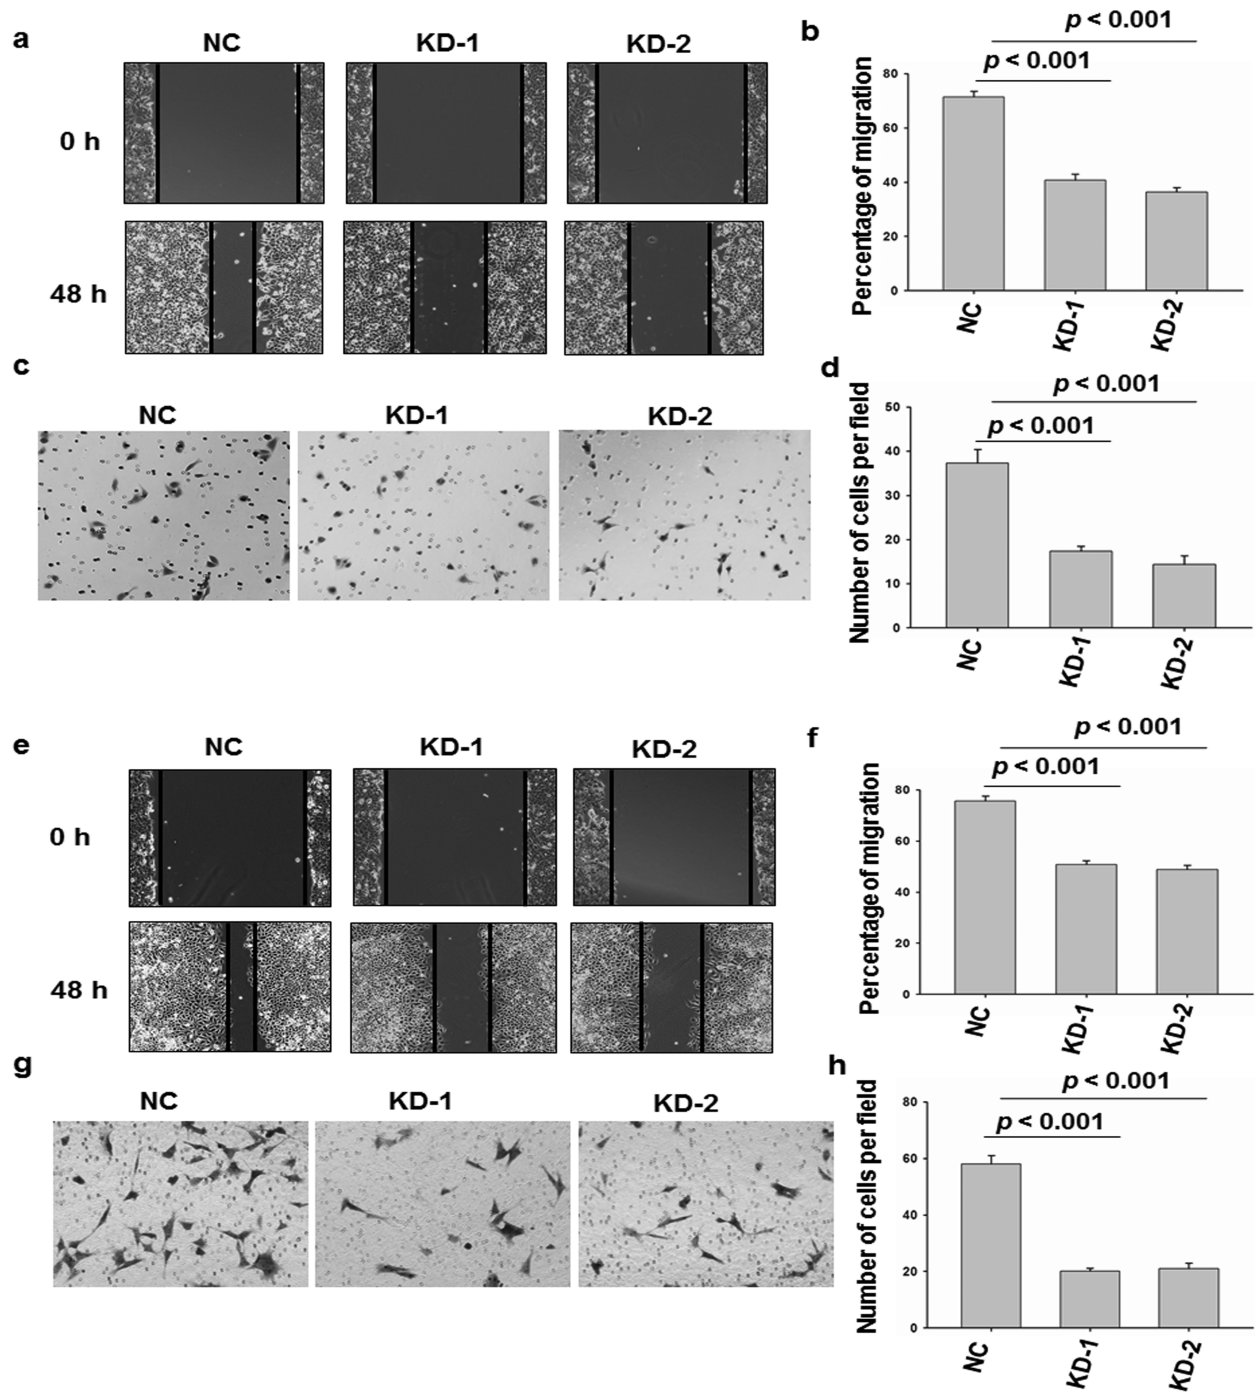 a
NC
KD-1
KD-2
0 h
48 h
b
p < 0.001
p < 0.001
Percentage of migration
80
60
40
20
0
NC
KD-1
KD-2
c
NC
KD-1
KD-2
d
p < 0.001
p < 0.001
Number of cells per field
50
40
30
20
10
0
NC
KD-1
KD-2
e
NC
KD-1
KD-2
0 h
48 h
f
p < 0.001
p < 0.001
Percentage of migration
80
60
40
20
0
NC
KD-1
KD-2
g
NC
KD-1
KD-2
h
p < 0.001
p < 0.001
Number of cells per field
80
60
40
20
0
NC
KD-1
KD-2